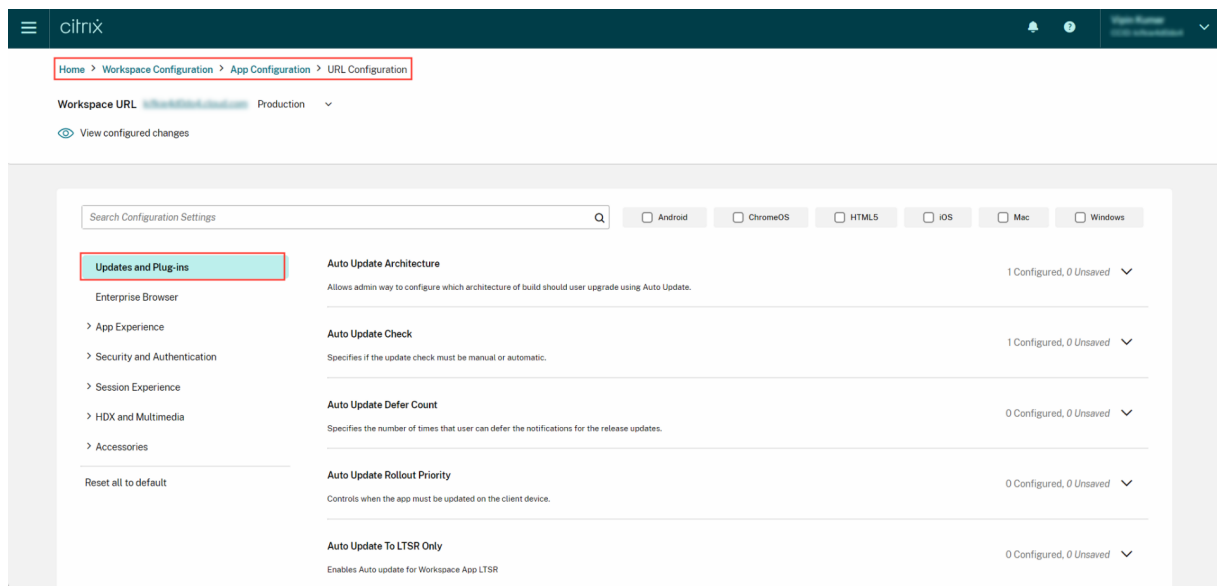 citrix
Home > Workspace Configuration > App Configuration > URL Configuration
Workspace URL Production
View configured changes
Search Configuration Settings
Android ChromeOS HTML5 iOS Mac Windows
Updates and Plug-ins
Enterprise Browser
> App Experience
> Security and Authentication
> Session Experience
> HDX and Multimedia
> Accessories
Reset all to default
Auto Update Architecture
1 Configured, 0 Unsaved
Allows admin way to configure which architecture of build should user upgrade using Auto Update.
Auto Update Check
1 Configured, 0 Unsaved
Specifies if the update check must be manual or automatic.
Auto Update Defer Count
0 Configured, 0 Unsaved
Specifies the number of times that user can defer the notifications for the release updates.
Auto Update Rollout Priority
0 Configured, 0 Unsaved
Controls when the app must be updated on the client device.
Auto Update To LTSR Only
0 Configured, 0 Unsaved
Enables Auto update for Workspace App LTSR